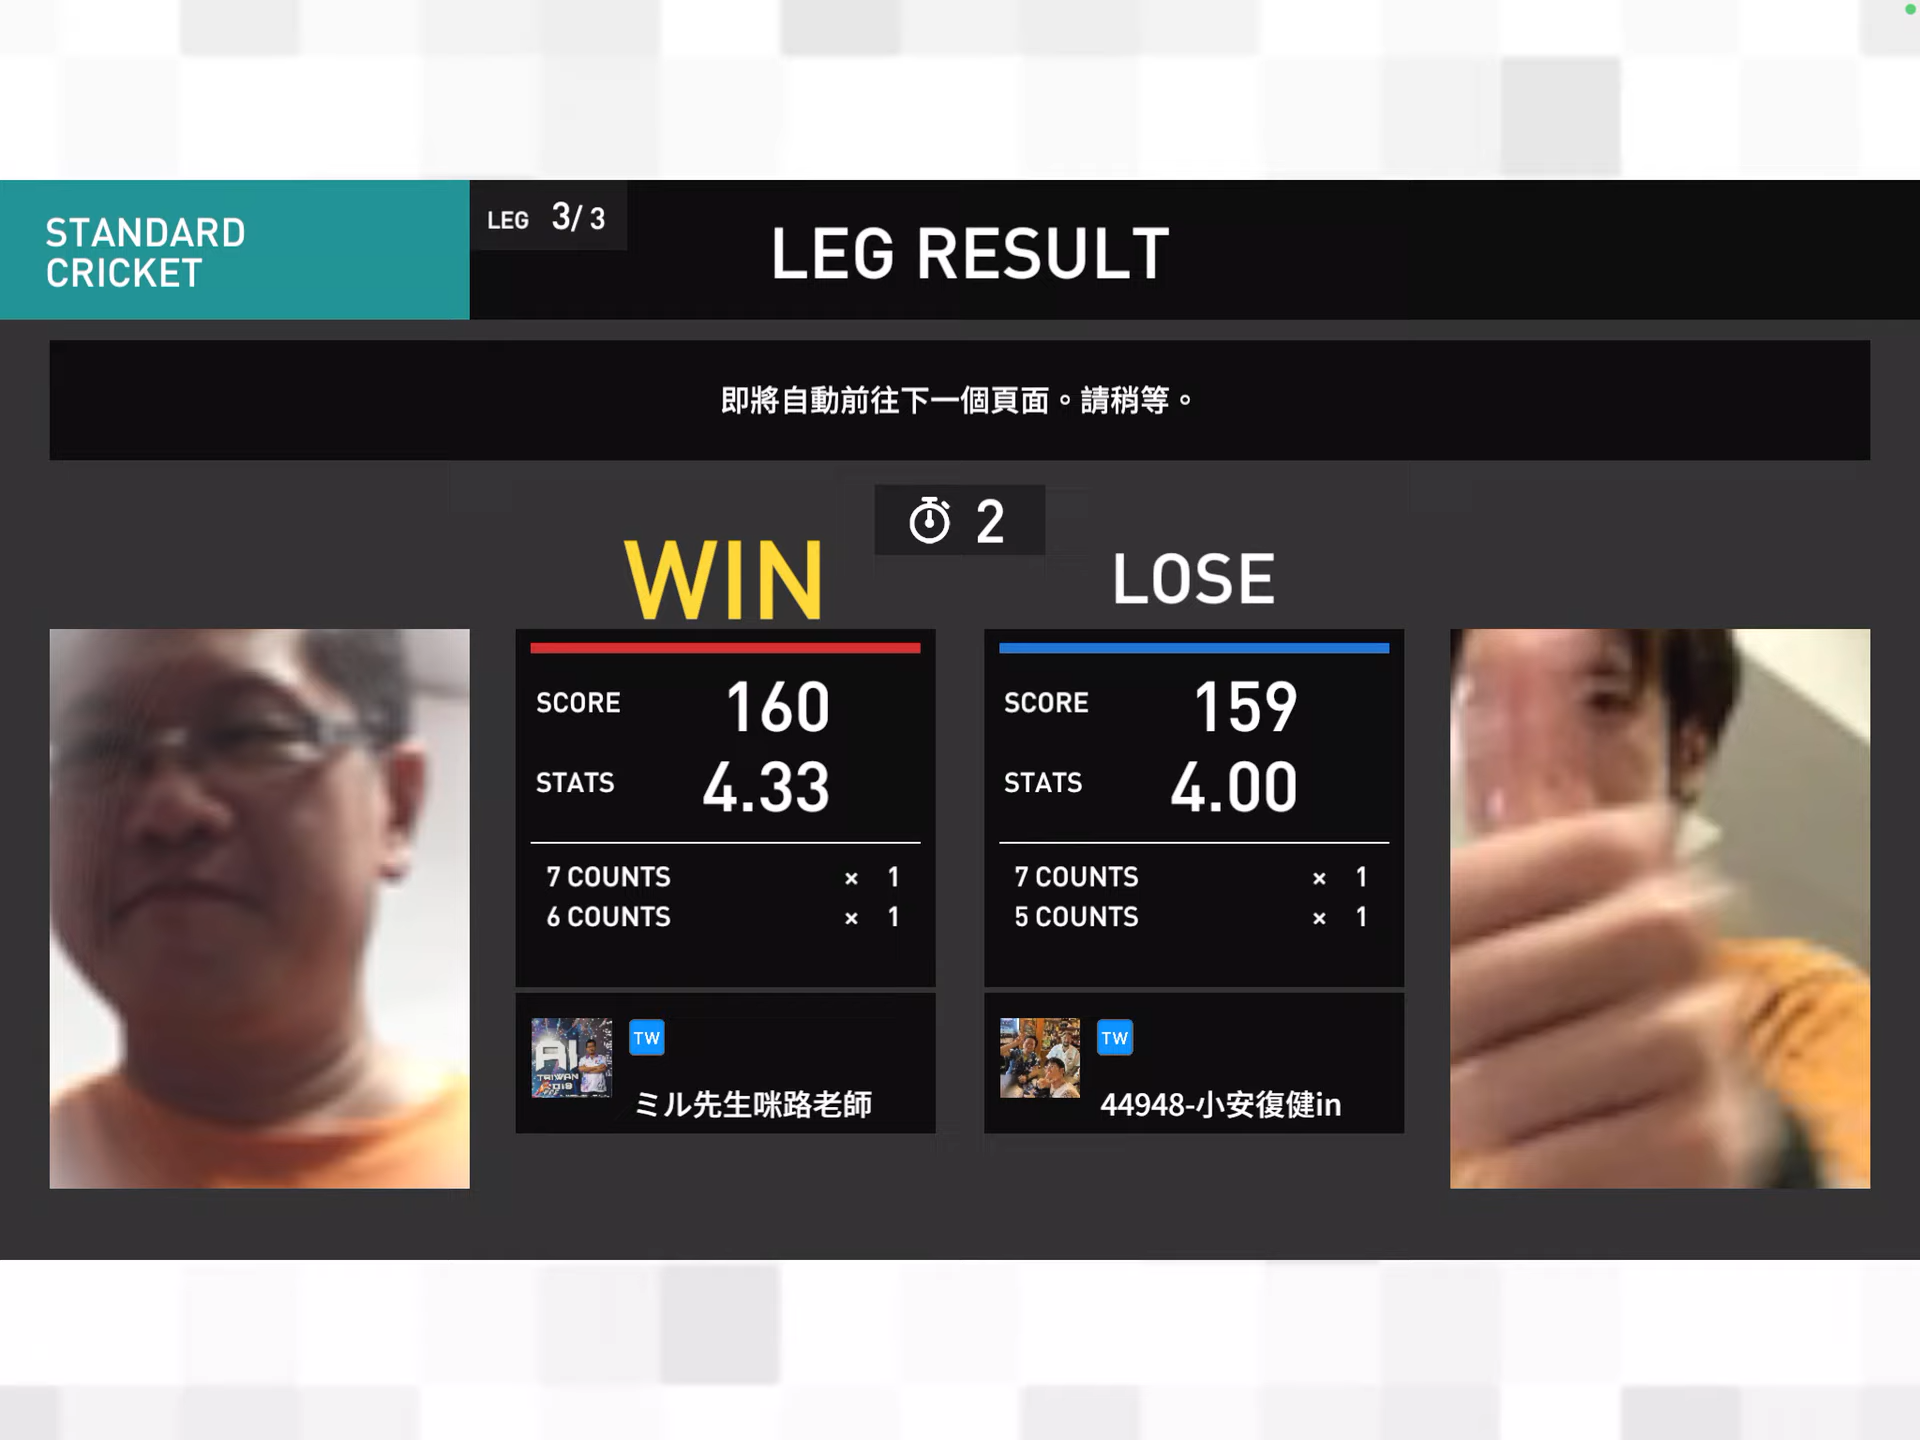 STANDARD
CRICKET
LEG 3/3
LEG RESULT
即將自動前往下一個頁面。請稍等。
2
WIN
LOSE
SCORE 160
STATS 4.33
7 COUNTS × 1
6 COUNTS × 1
SCORE 159
STATS 4.00
7 COUNTS × 1
5 COUNTS × 1
AI
TAIWAN
2019
TW
ミル先生咪路老師
TW
44948-小安復健in